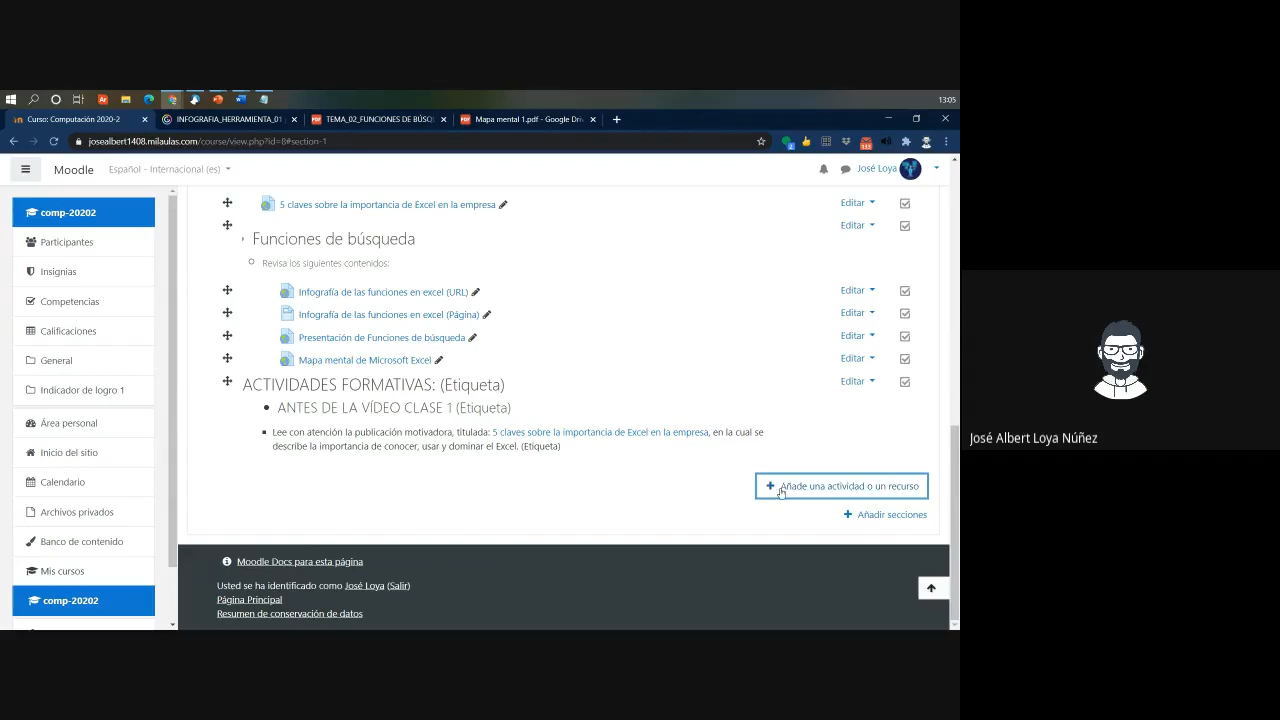 13:05
Curso: Computación 2020-2
INFOGRAFIA_HERRAMIENTA_01
TEMA_02_FUNCIONES DE BÚSQ
Mapa mental 1.pdf - Google Dri
josealbert1408.milaulas.com/course/view.php?id=8#section-1
Moodle
Español - Internacional (es)
José Loya
comp-20202
Participantes
Insignias
Competencias
Calificaciones
General
Indicador de logro 1
Área personal
Inicio del sitio
Calendario
Archivos privados
Banco de contenido
Mis cursos
comp-20202
5 claves sobre la importancia de Excel en la empresa
Editar
Editar
Funciones de búsqueda
Revisa los siguientes contenidos:
Infografía de las funciones en excel (URL)
Editar
Infografía de las funciones en excel (Página)
Editar
Presentación de Funciones de búsqueda
Editar
Mapa mental de Microsoft Excel
Editar
ACTIVIDADES FORMATIVAS: (Etiqueta)
Editar
ANTES DE LA VÍDEO CLASE 1 (Etiqueta)
Lee con atención la publicación motivadora, titulada: 5 claves sobre la importancia de Excel en la empresa, en la cual se
describe la importancia de conocer, usar y dominar el Excel. (Etiqueta)
Añade una actividad o un recurso
Añadir secciones
Moodle Docs para esta página
Usted se ha identificado como José Loya (Salir)
Página Principal
Resumen de conservación de datos
José Albert Loya Núñez